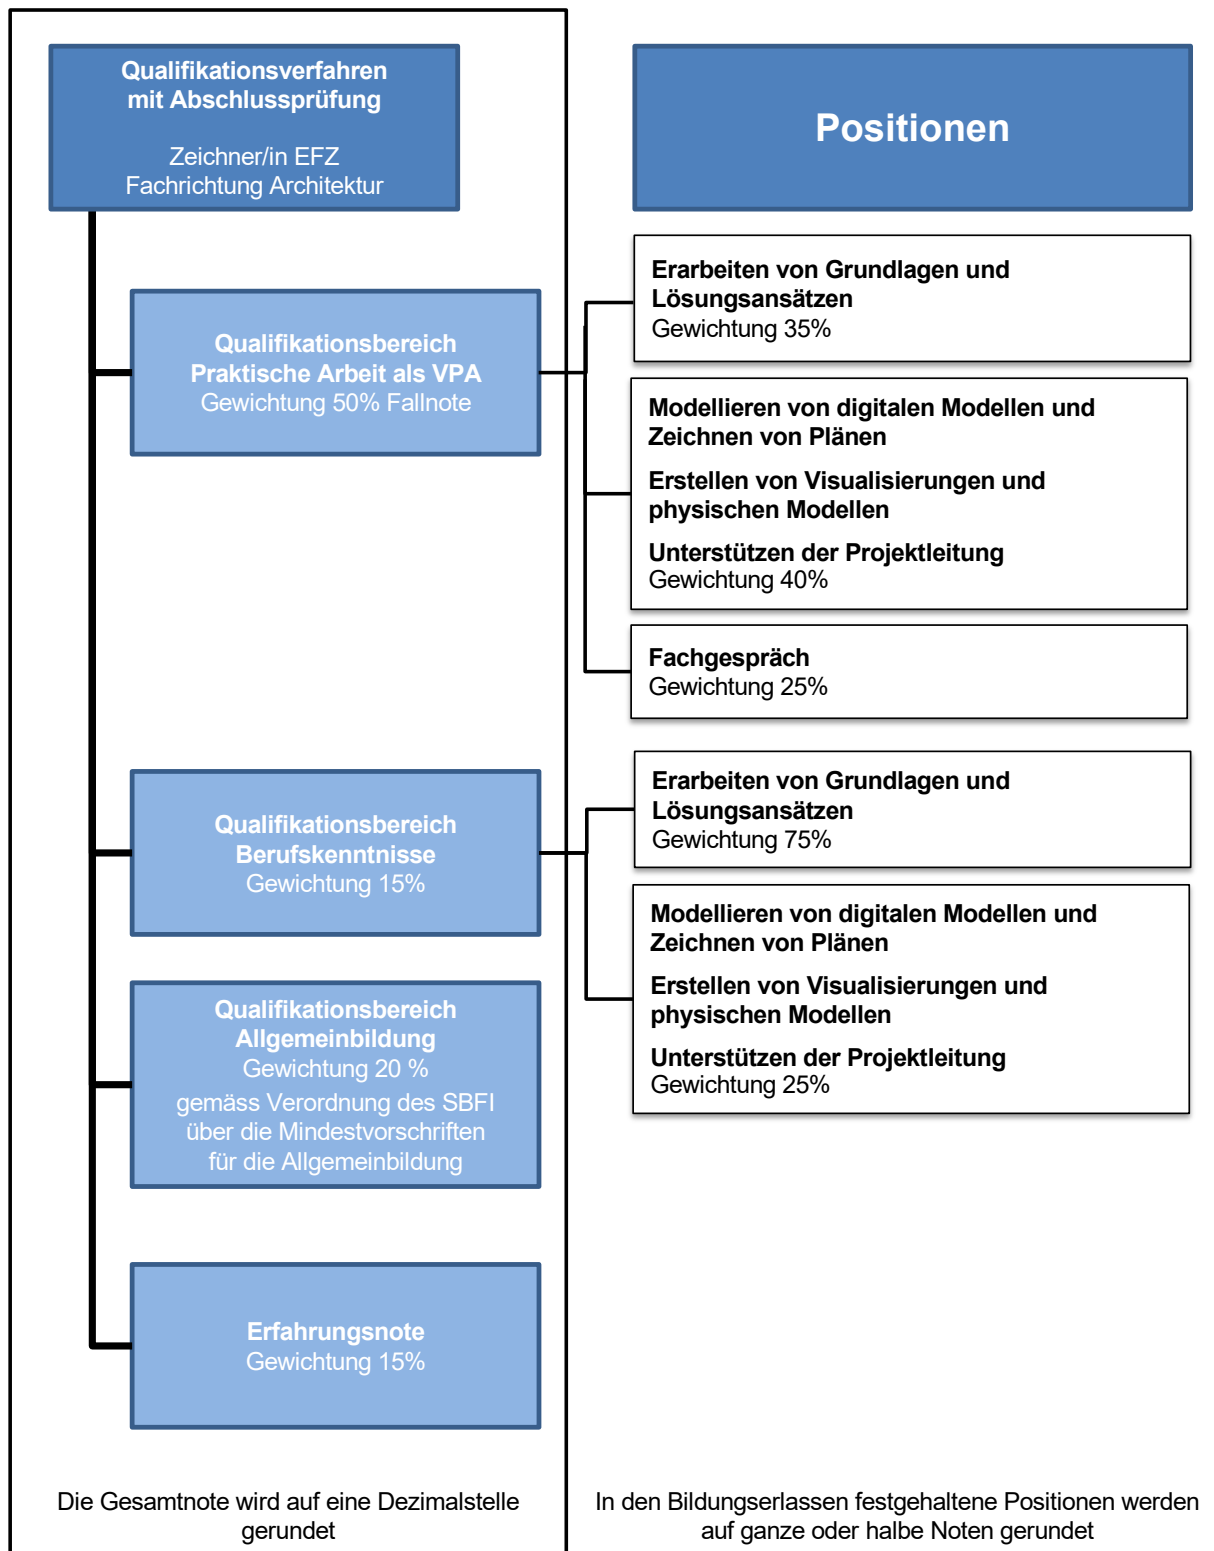 Qualifikationsverfahren
mit Abschlussprüfung
Zeichner/in EFZ
Fachrichtung Architektur
Positionen
Qualifikationsbereich
Praktische Arbeit als VPA
Gewichtung 50% Fallnote
Erarbeiten von Grundlagen und
Lösungsansätzen
Gewichtung 35%
Modellieren von digitalen Modellen und
Zeichnen von Plänen
Erstellen von Visualisierungen und
physischen Modellen
Unterstützen der Projektleitung
Gewichtung 40%
Fachgespräch
Gewichtung 25%
Qualifikationsbereich
Berufskenntnisse
Gewichtung 15%
Erarbeiten von Grundlagen und
Lösungsansätzen
Gewichtung 75%
Modellieren von digitalen Modellen und
Zeichnen von Plänen
Erstellen von Visualisierungen und
physischen Modellen
Unterstützen der Projektleitung
Gewichtung 25%
Qualifikationsbereich
Allgemeinbildung
Gewichtung 20 %
gemäss Verordnung des SBFI
über die Mindestvorschriften
für die Allgemeinbildung
Erfahrungsnote
Gewichtung 15%
Die Gesamtnote wird auf eine Dezimalstelle
gerundet
In den Bildungserlassen festgehaltene Positionen werden
auf ganze oder halbe Noten gerundet